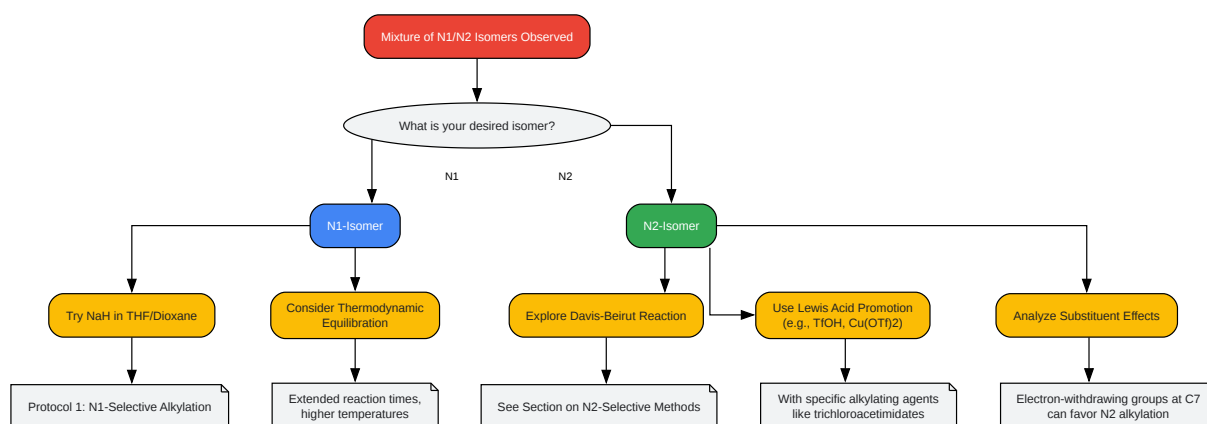 Mixture of N1/N2 Isomers Observed
What is your desired isomer?
N1
N2
N1-Isomer
N2-Isomer
Try NaH in THF/Dioxane
Consider Thermodynamic
Equilibration
Explore Davis-Beirut Reaction
Use Lewis Acid Promotion
(e.g., TfOH, Cu(OTf)2)
Analyze Substituent Effects
Protocol 1: N1-Selective Alkylation
Extended reaction times,
higher temperatures
See Section on N2-Selective Methods
With specific alkylating agents
like trichloroacetimidates
Electron-withdrawing groups at C7
can favor N2 alkylation